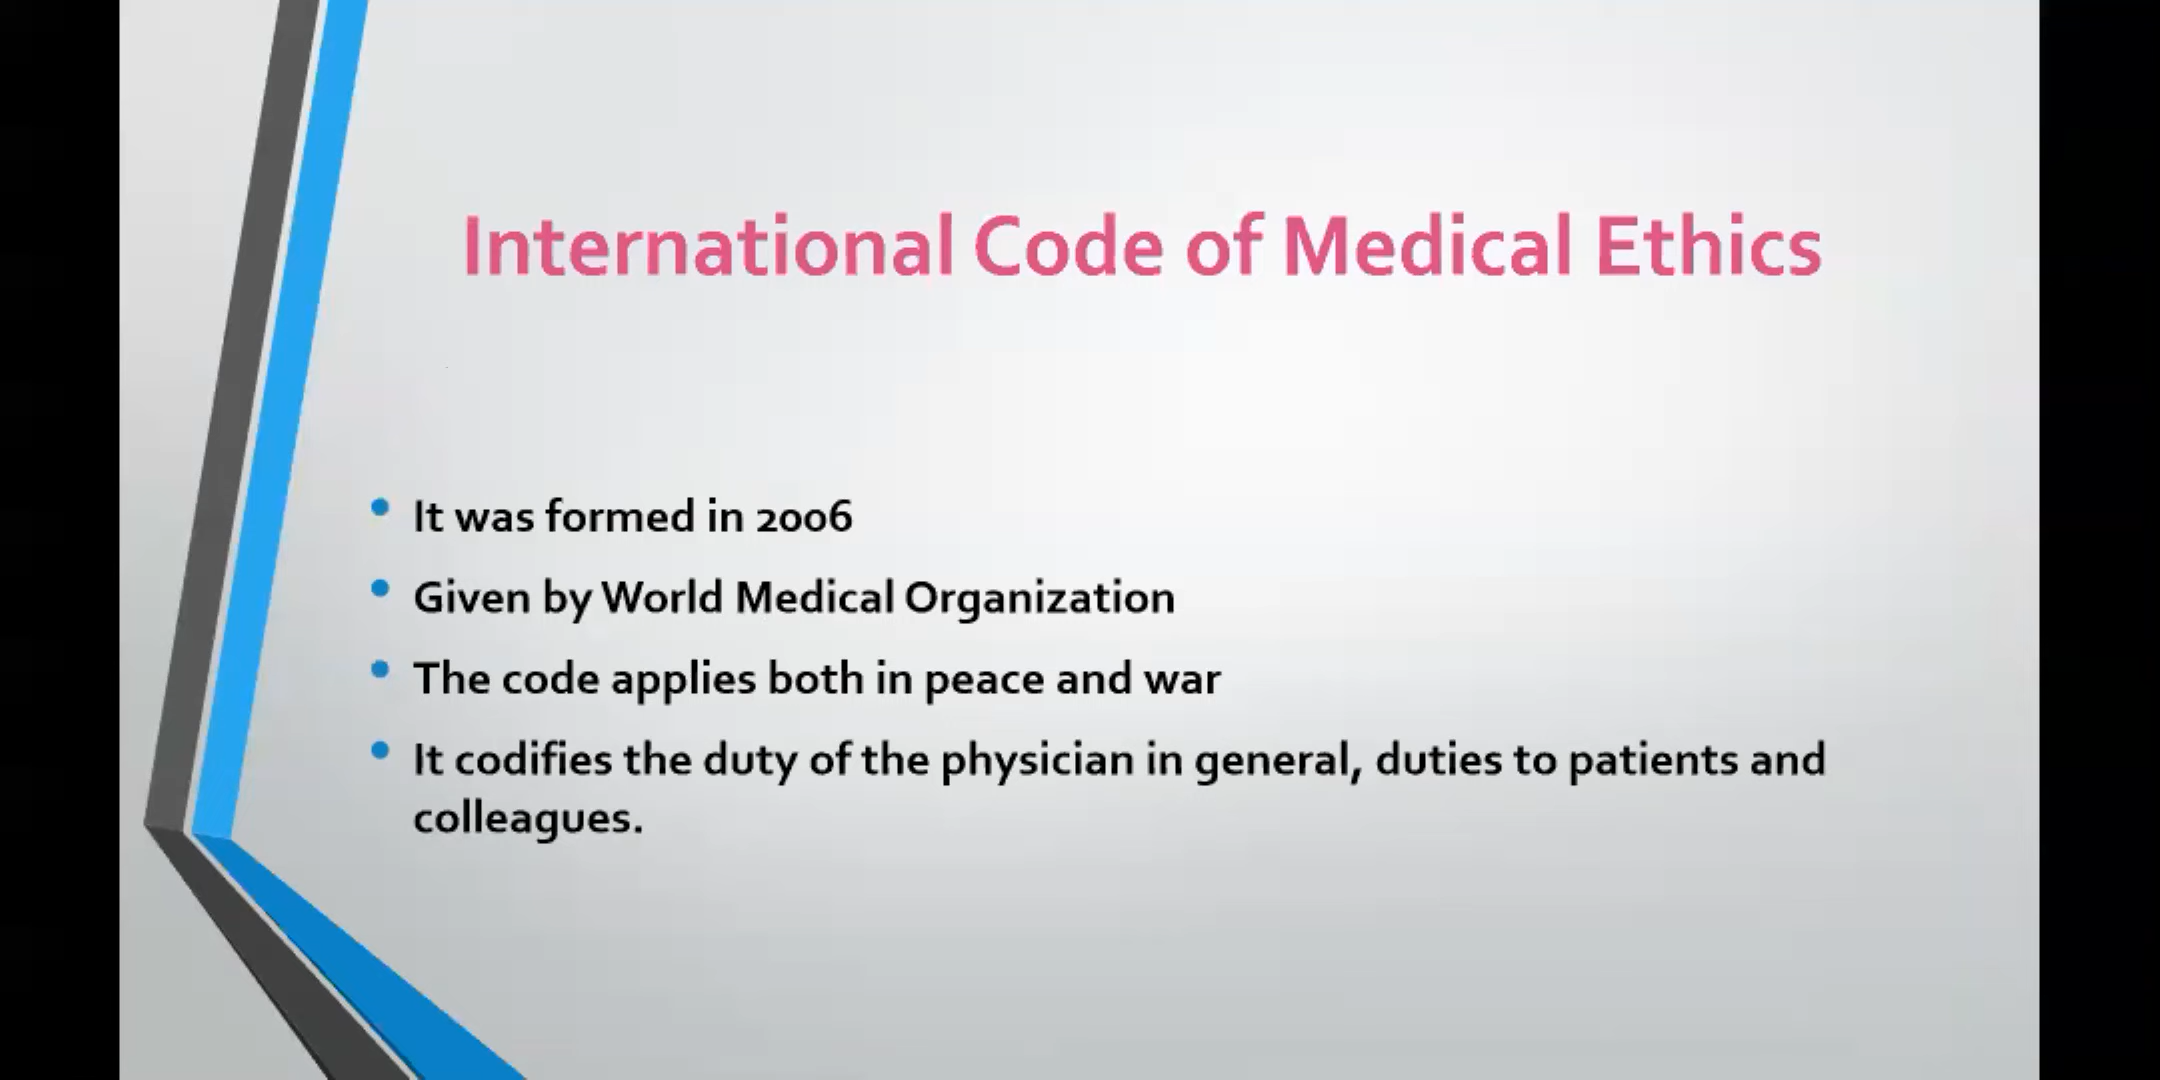 International Code of Medical Ethics
• It was formed in 2006
• Given by World Medical Organization
• The code applies both in peace and war
• It codifies the duty of the physician in general, duties to patients and
colleagues.